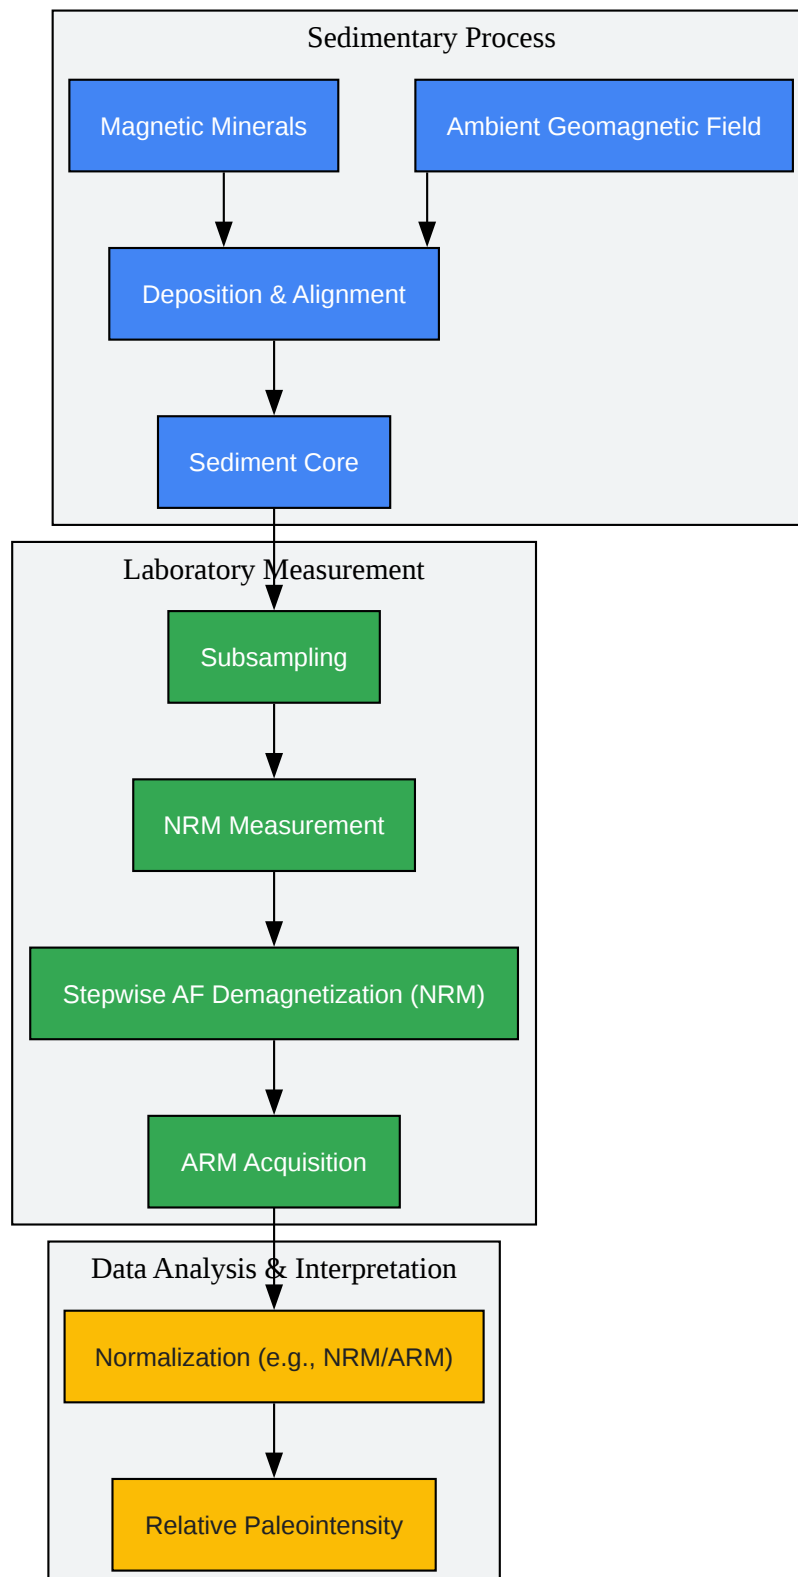 Sedimentary Process
Magnetic Minerals
Ambient Geomagnetic Field
Deposition & Alignment
Sediment Core
Laboratory Measurement
Subsampling
NRM Measurement
Stepwise AF Demagnetization (NRM)
ARM Acquisition
Data Analysis & Interpretation
Normalization (e.g., NRM/ARM)
Relative Paleointensity